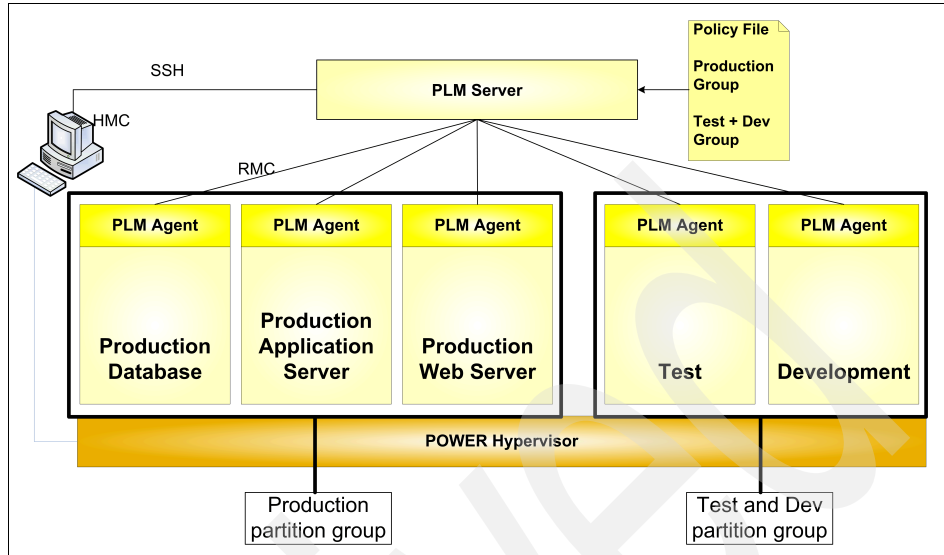 Policy File
Production
Group
Test + Dev
Group
SSH
PLM Server
HMC
RMC
PLM Agent
PLM Agent
PLM Agent
PLM Agent
PLM Agent
Production
Database
Production
Application
Server
Production
Web Server
Test
Development
POWER Hypervisor
Production
partition group
Test and Dev
partition group